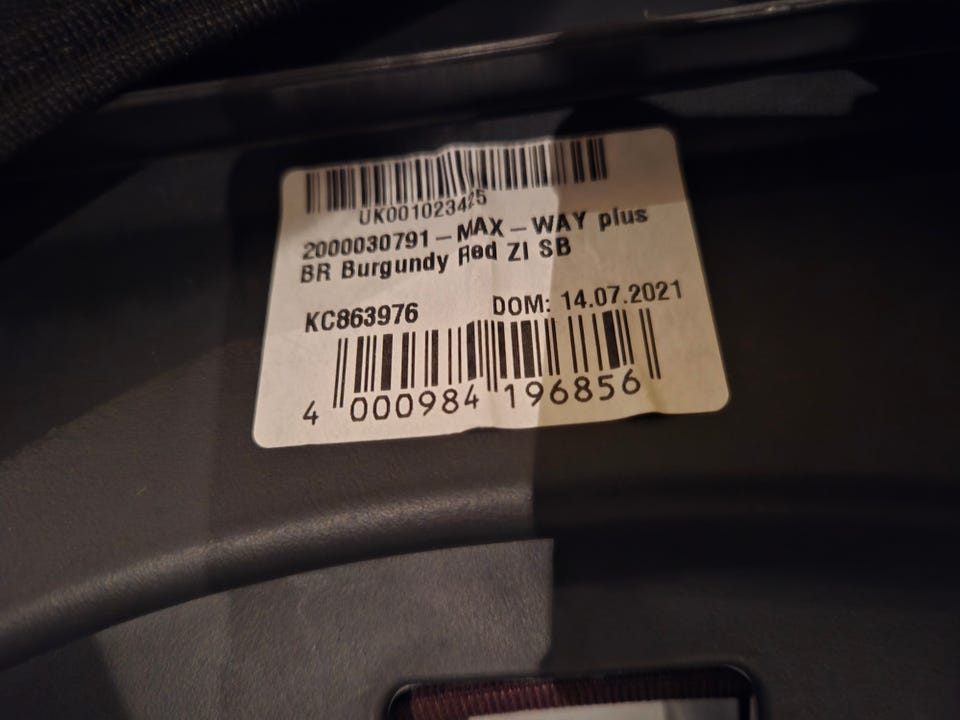 UK001023425
2000030791 – MAX – WAY plus
BR Burgundy Red ZI SB
KC863976 DOM: 14.07.2021
4 000984 196856